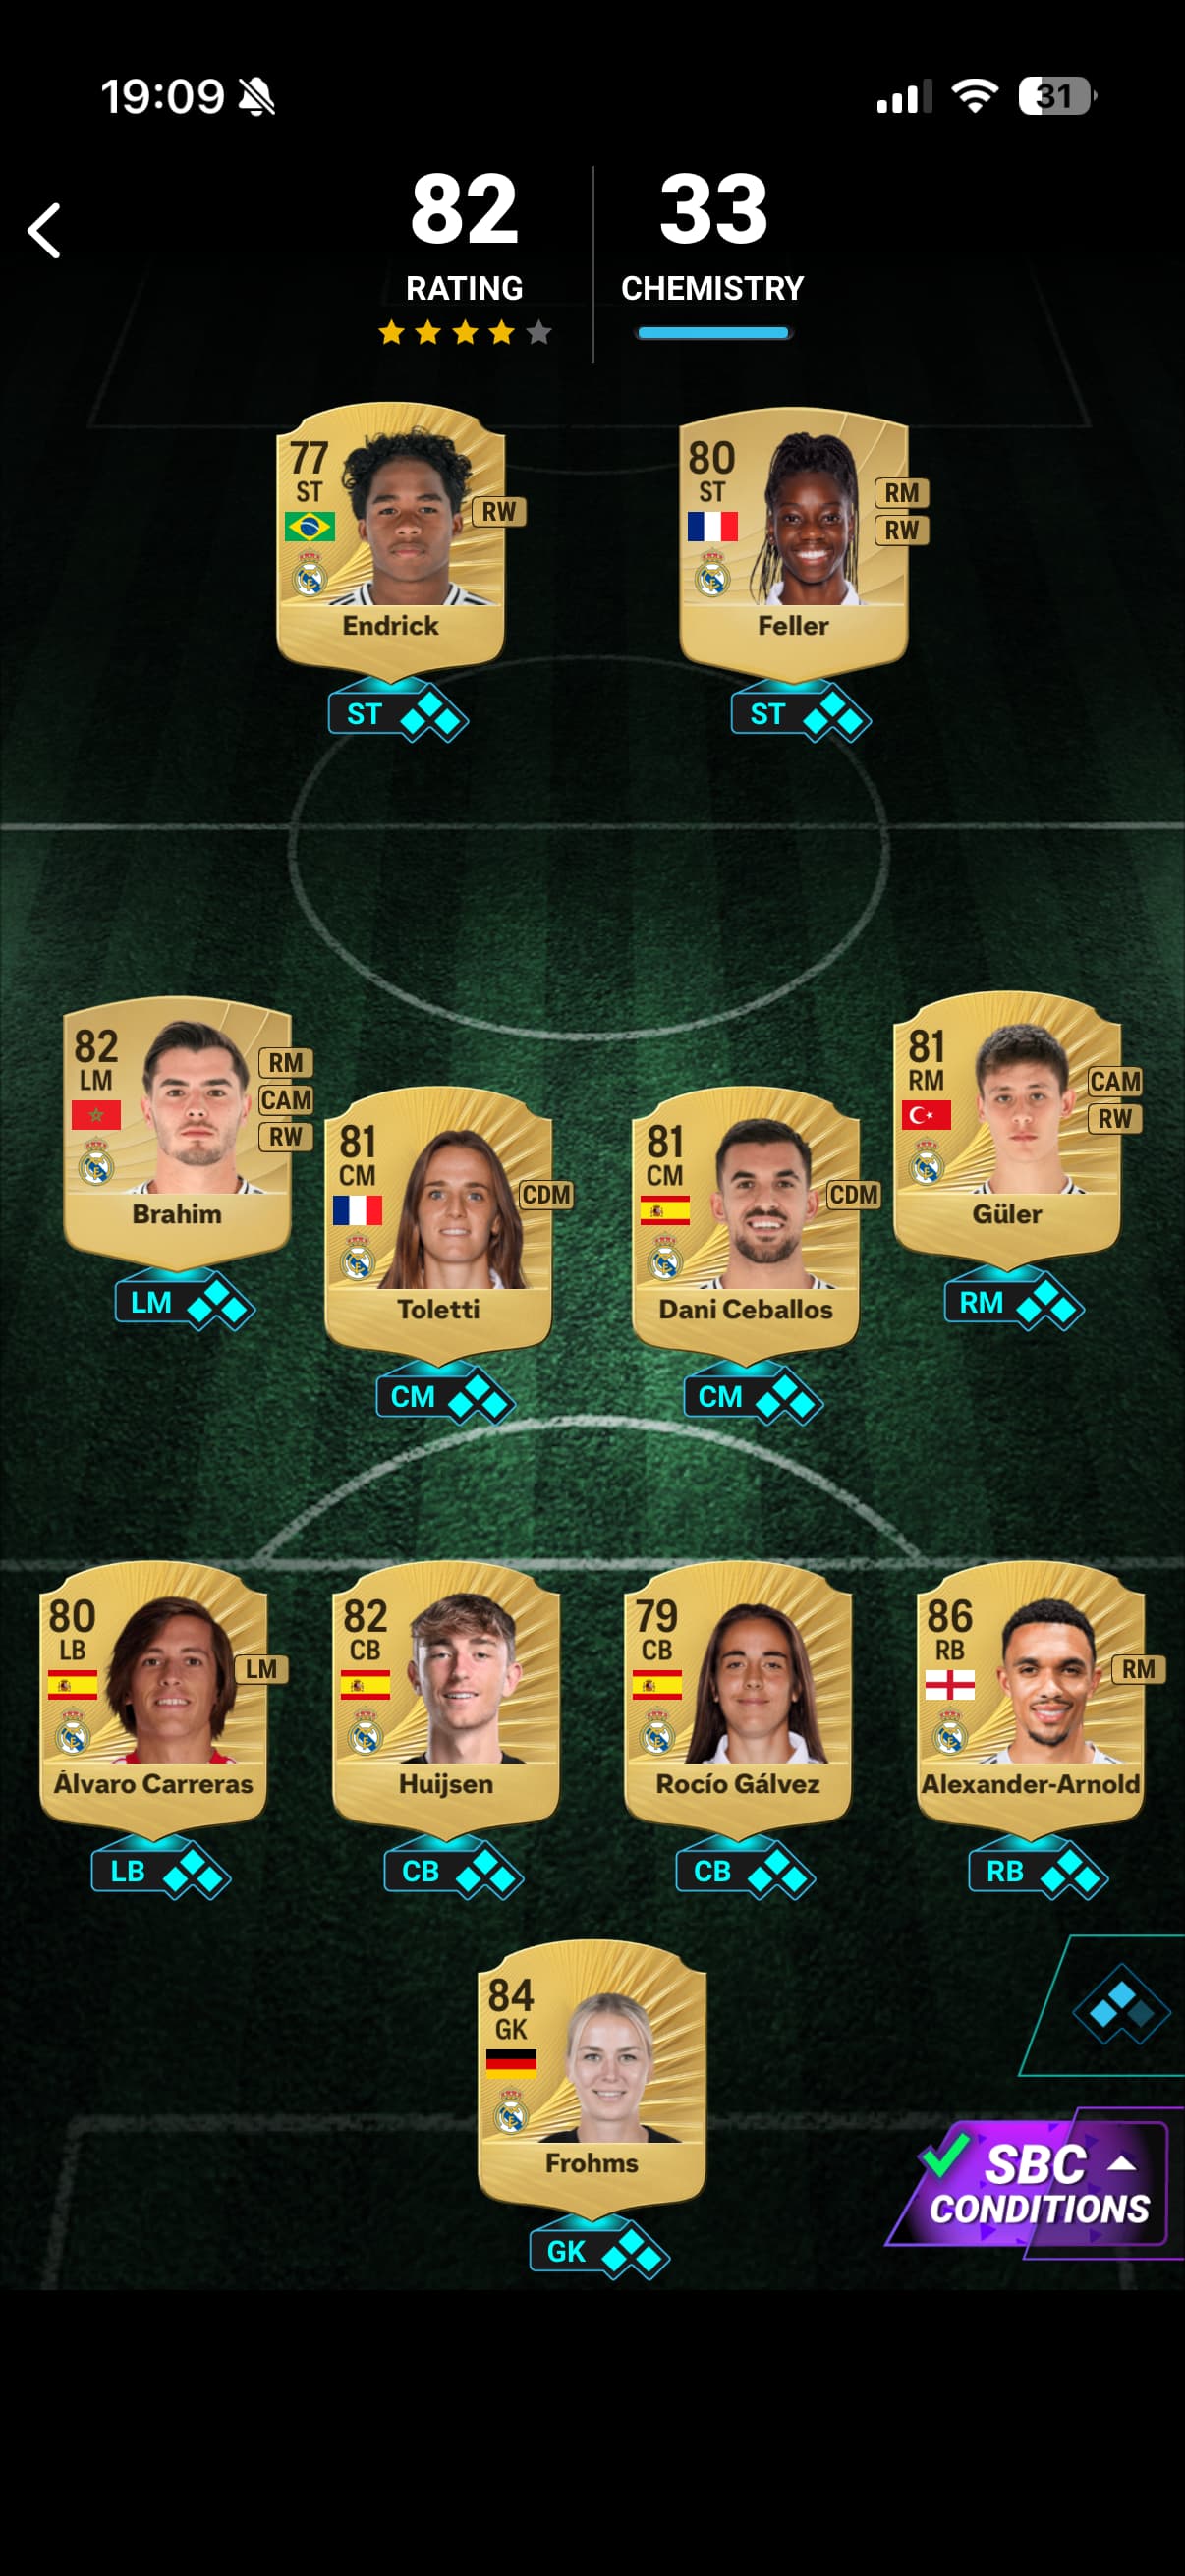 19:09
31
82
33
RATING
CHEMISTRY
77
ST
RW
Endrick
ST
80
ST
RM
RW
Feller
ST
82
LM
RM
CAM
RW
Brahim
LM
81
CM
CDM
Toletti
CM
81
CM
CDM
Dani Ceballos
CM
81
RM
CAM
RW
Güler
RM
80
LB
LM
Álvaro Carreras
LB
82
CB
Huijsen
CB
79
CB
Rocío Gálvez
CB
86
RB
RM
Alexander-Arnold
RB
84
GK
Frohms
GK
SBC
CONDITIONS